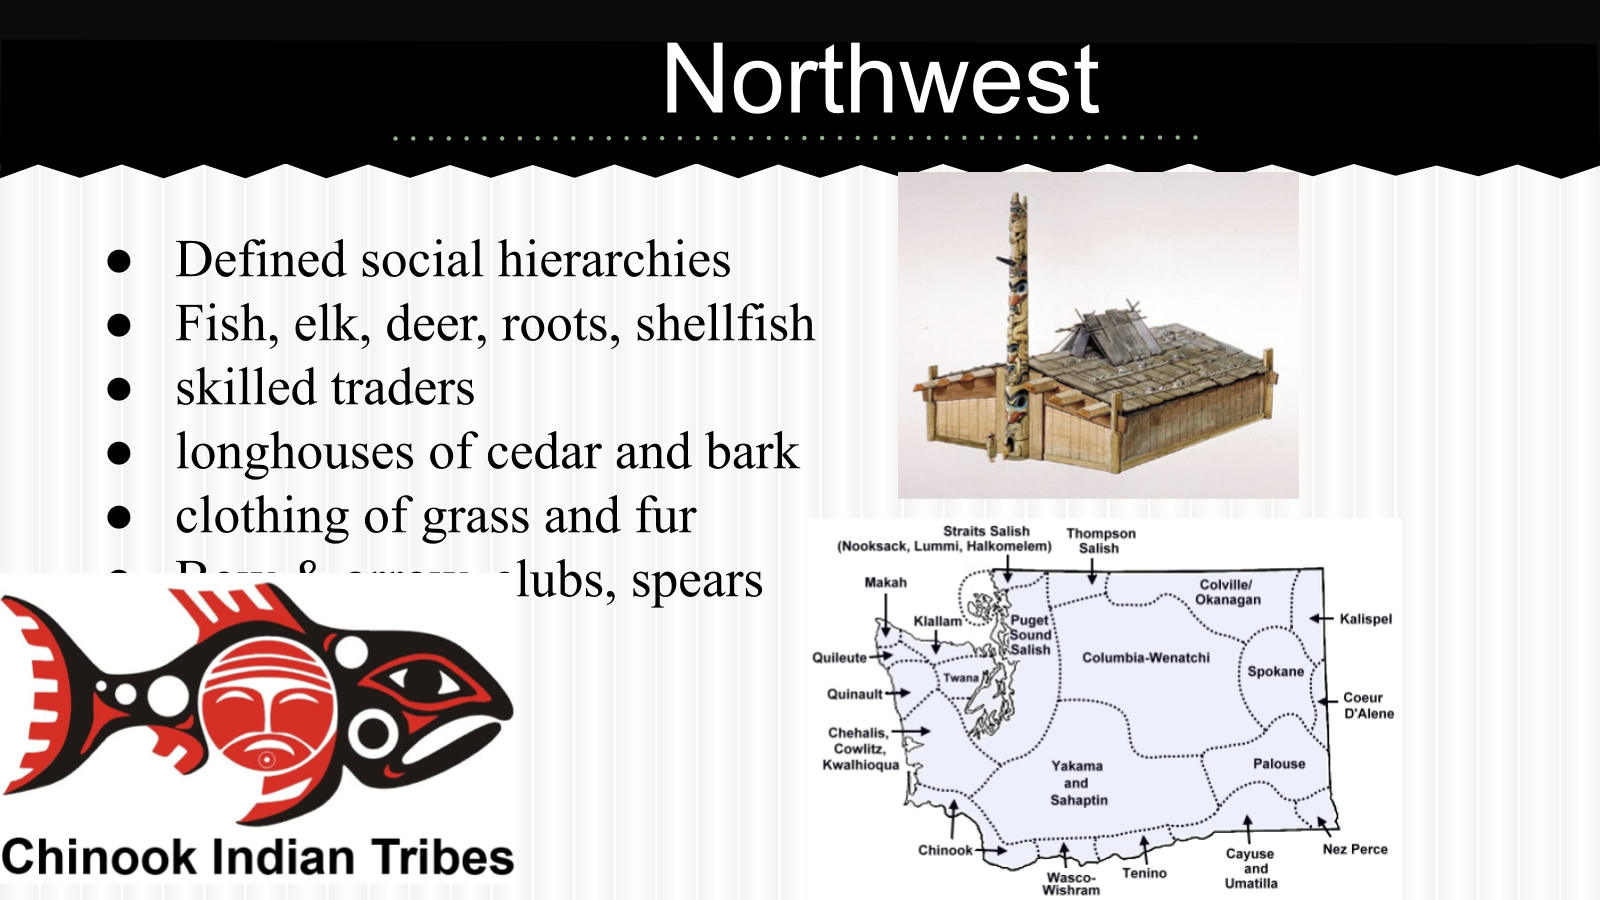 Northwest
● Defined social hierarchies
● Fish, elk, deer, roots, shellfish
● skilled traders
● longhouses of cedar and bark
● clothing of grass and fur
● Bow & arrow, clubs, spears
Chinook Indian Tribes
Straits Salish
(Nooksack, Lummi, Halkomelem)
Thompson
Salish
Makah
Colville/
Okanagan
Klallam
Puget
Sound
Salish
Kalispel
Quileute
Columbia-Wenatchi
Spokane
Twana
Quinault
Coeur
D'Alene
Chehalis,
Cowlitz,
Kwalhioqua
Yakama
and
Sahaptin
Palouse
Chinook
Wasco-
Wishram
Tenino
Cayuse
and
Umatilla
Nez Perce